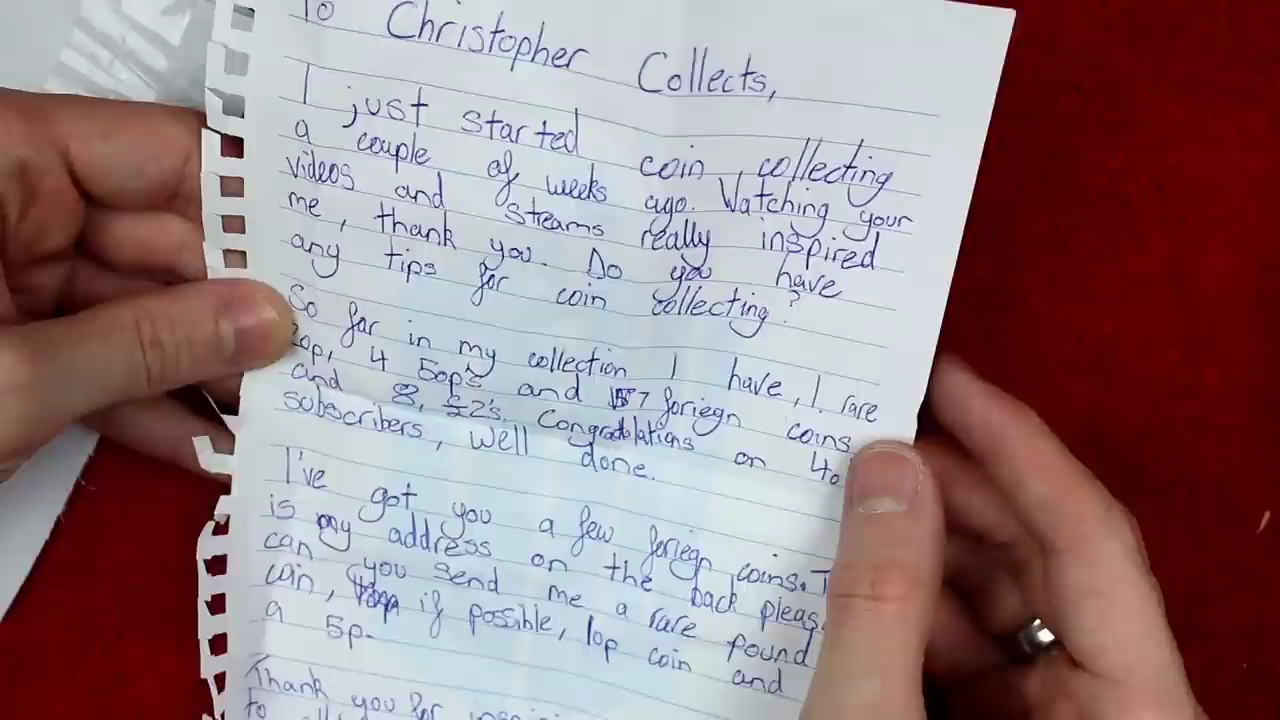 To Christopher Collects,
I just started coin collecting
a couple of weeks ago. Watching your
videos and streams really inspired
me, thank you. Do you have
any tips for coin collecting?
So far in my collection I have, 1 rare
20p, 4 50p's and 7 foriegn coins
and 8, £2's. Congratolations on 40
subscribers, well done.
I've got you a few foriegn coins.
is my address on the back
can you send me a rare pound
coin, if possible, 10p coin and
a 5p.
Thank you for
to